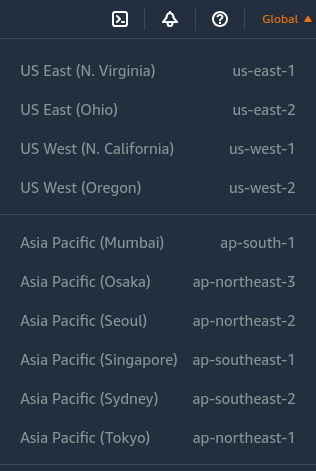 Global
US East (N. Virginia) us-east-1
US East (Ohio) us-east-2
US West (N. California) us-west-1
US West (Oregon) us-west-2
Asia Pacific (Mumbai) ap-south-1
Asia Pacific (Osaka) ap-northeast-3
Asia Pacific (Seoul) ap-northeast-2
Asia Pacific (Singapore) ap-southeast-1
Asia Pacific (Sydney) ap-southeast-2
Asia Pacific (Tokyo) ap-northeast-1